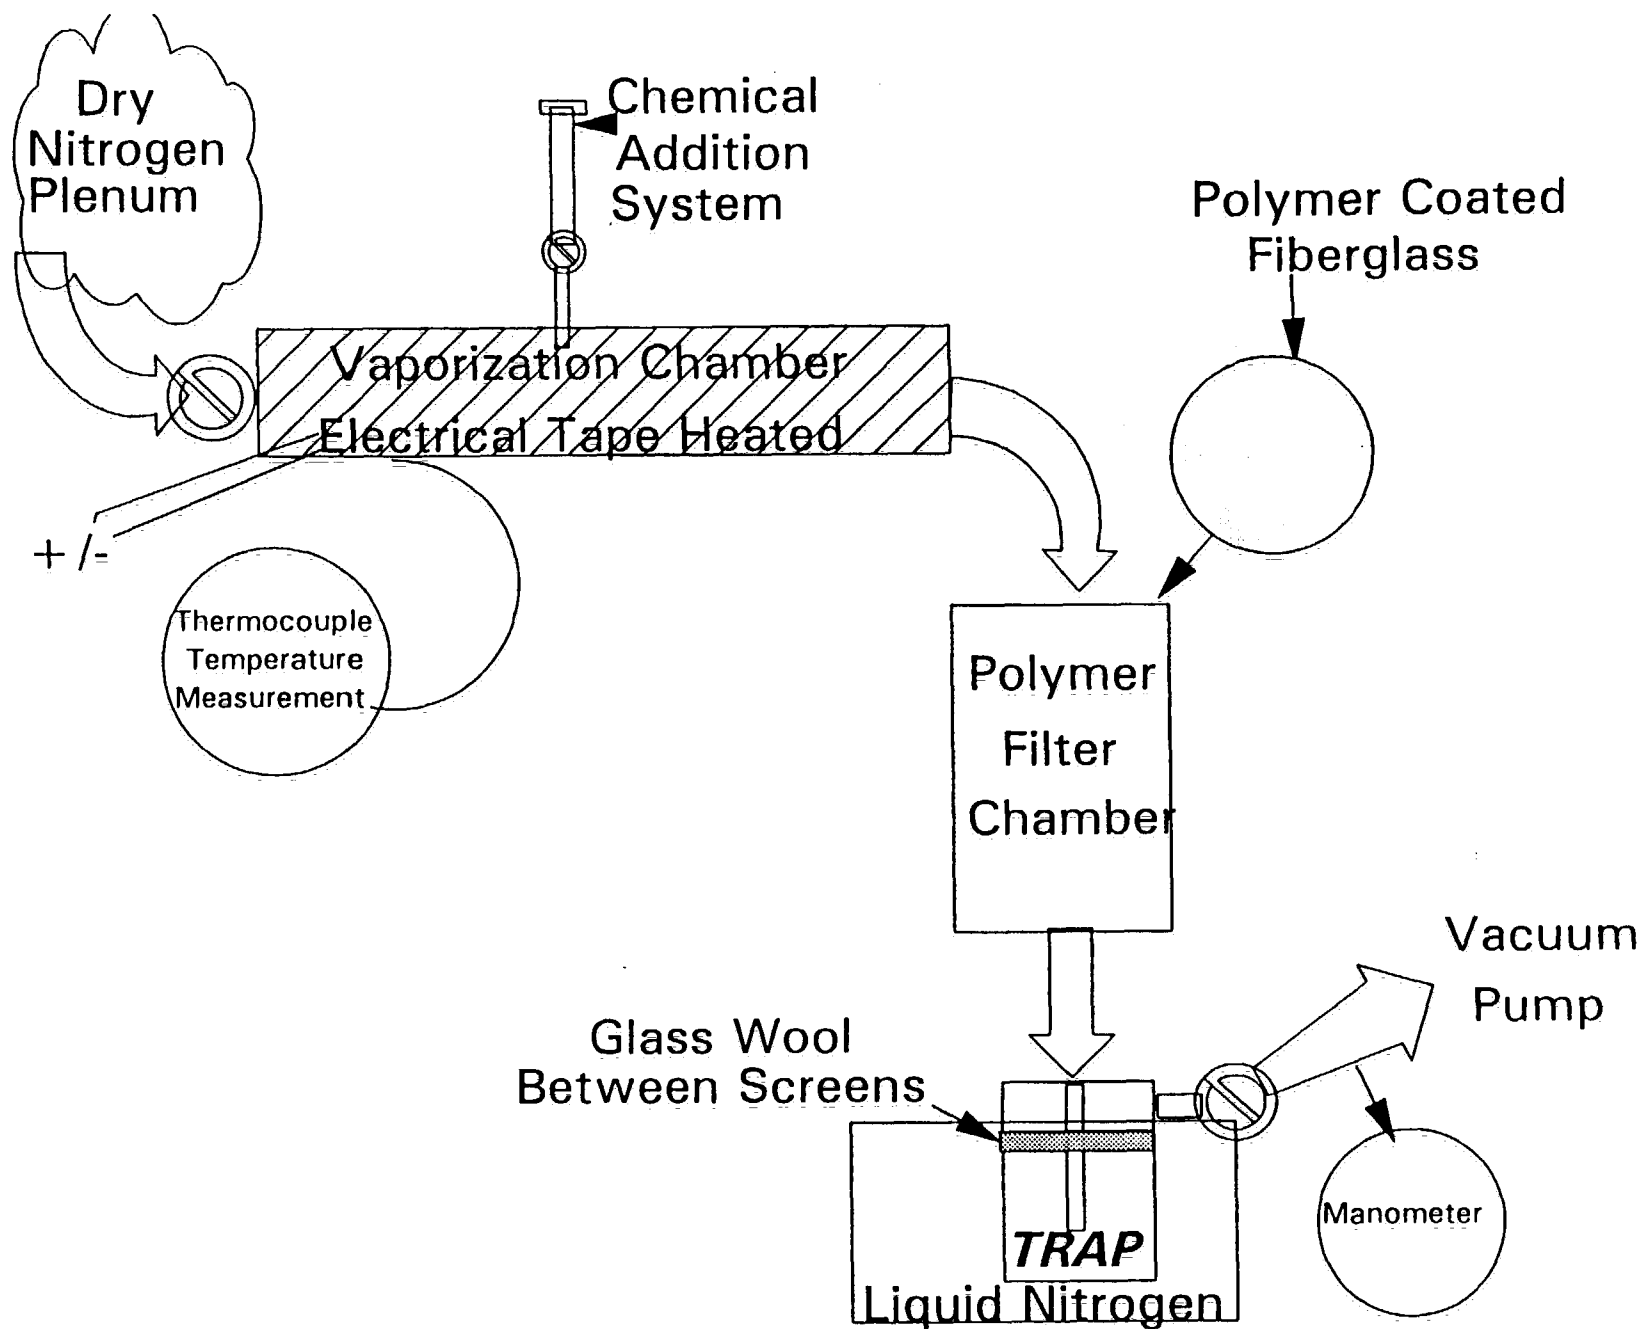 Dry
Nitrogen
Plenum
Chemical
Addition
System
Polymer Coated
Fiberglass
Vaporization Chamber
Electrical Tape Heated
+/-
Thermocouple
Temperature
Measurement
Polymer
Filter
Chamber
Vacuum
Pump
Glass Wool
Between Screens
Manometer
TRAP
Liquid Nitrogen